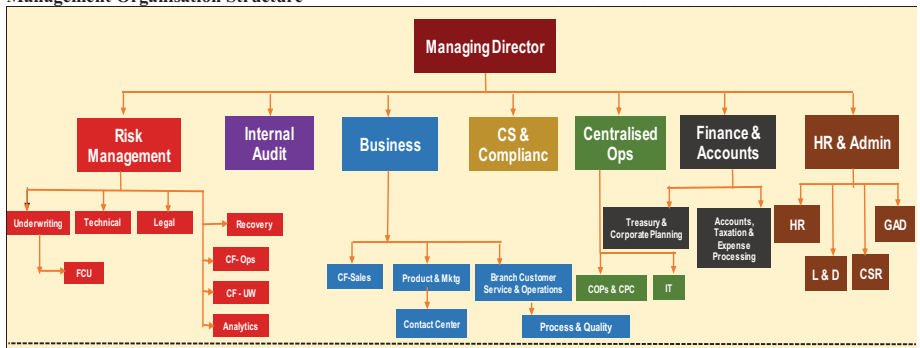 Management Organisation Structure
Managing Director
Risk
Management
Internal
Audit
Business
CS &
Complianc
Centralised
Ops
Finance &
Accounts
HR & Admin
Underwriting
Technical
Legal
Recovery
FCU
CF- Ops
CF - UW
Analytics
CF-Sales
Product & Mktg
Branch Customer
Service & Operations
Contact Center
Process & Quality
Treasury &
Corporate Planning
Accounts,
Taxation &
Expense
Processing
COPs & CPC
IT
HR
GAD
L & D
CSR